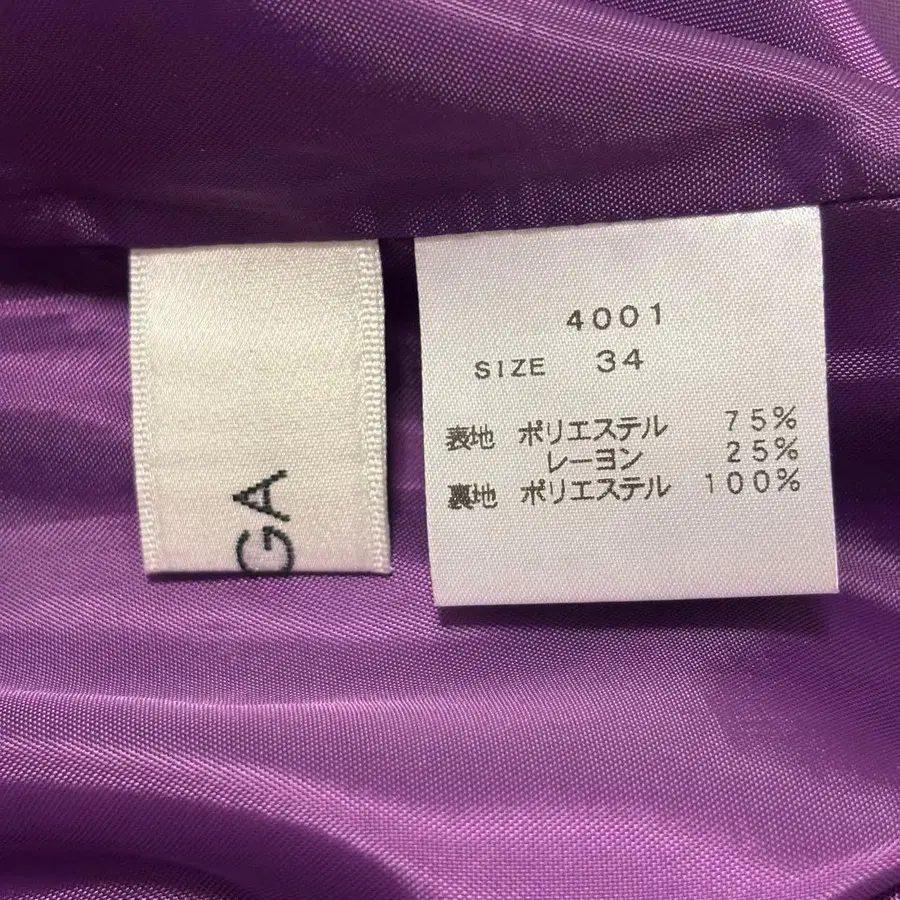 GA
4001
SIZE 34
表地 ポリエステル 75%
レーヨン 25%
裏地 ポリエステル 100%